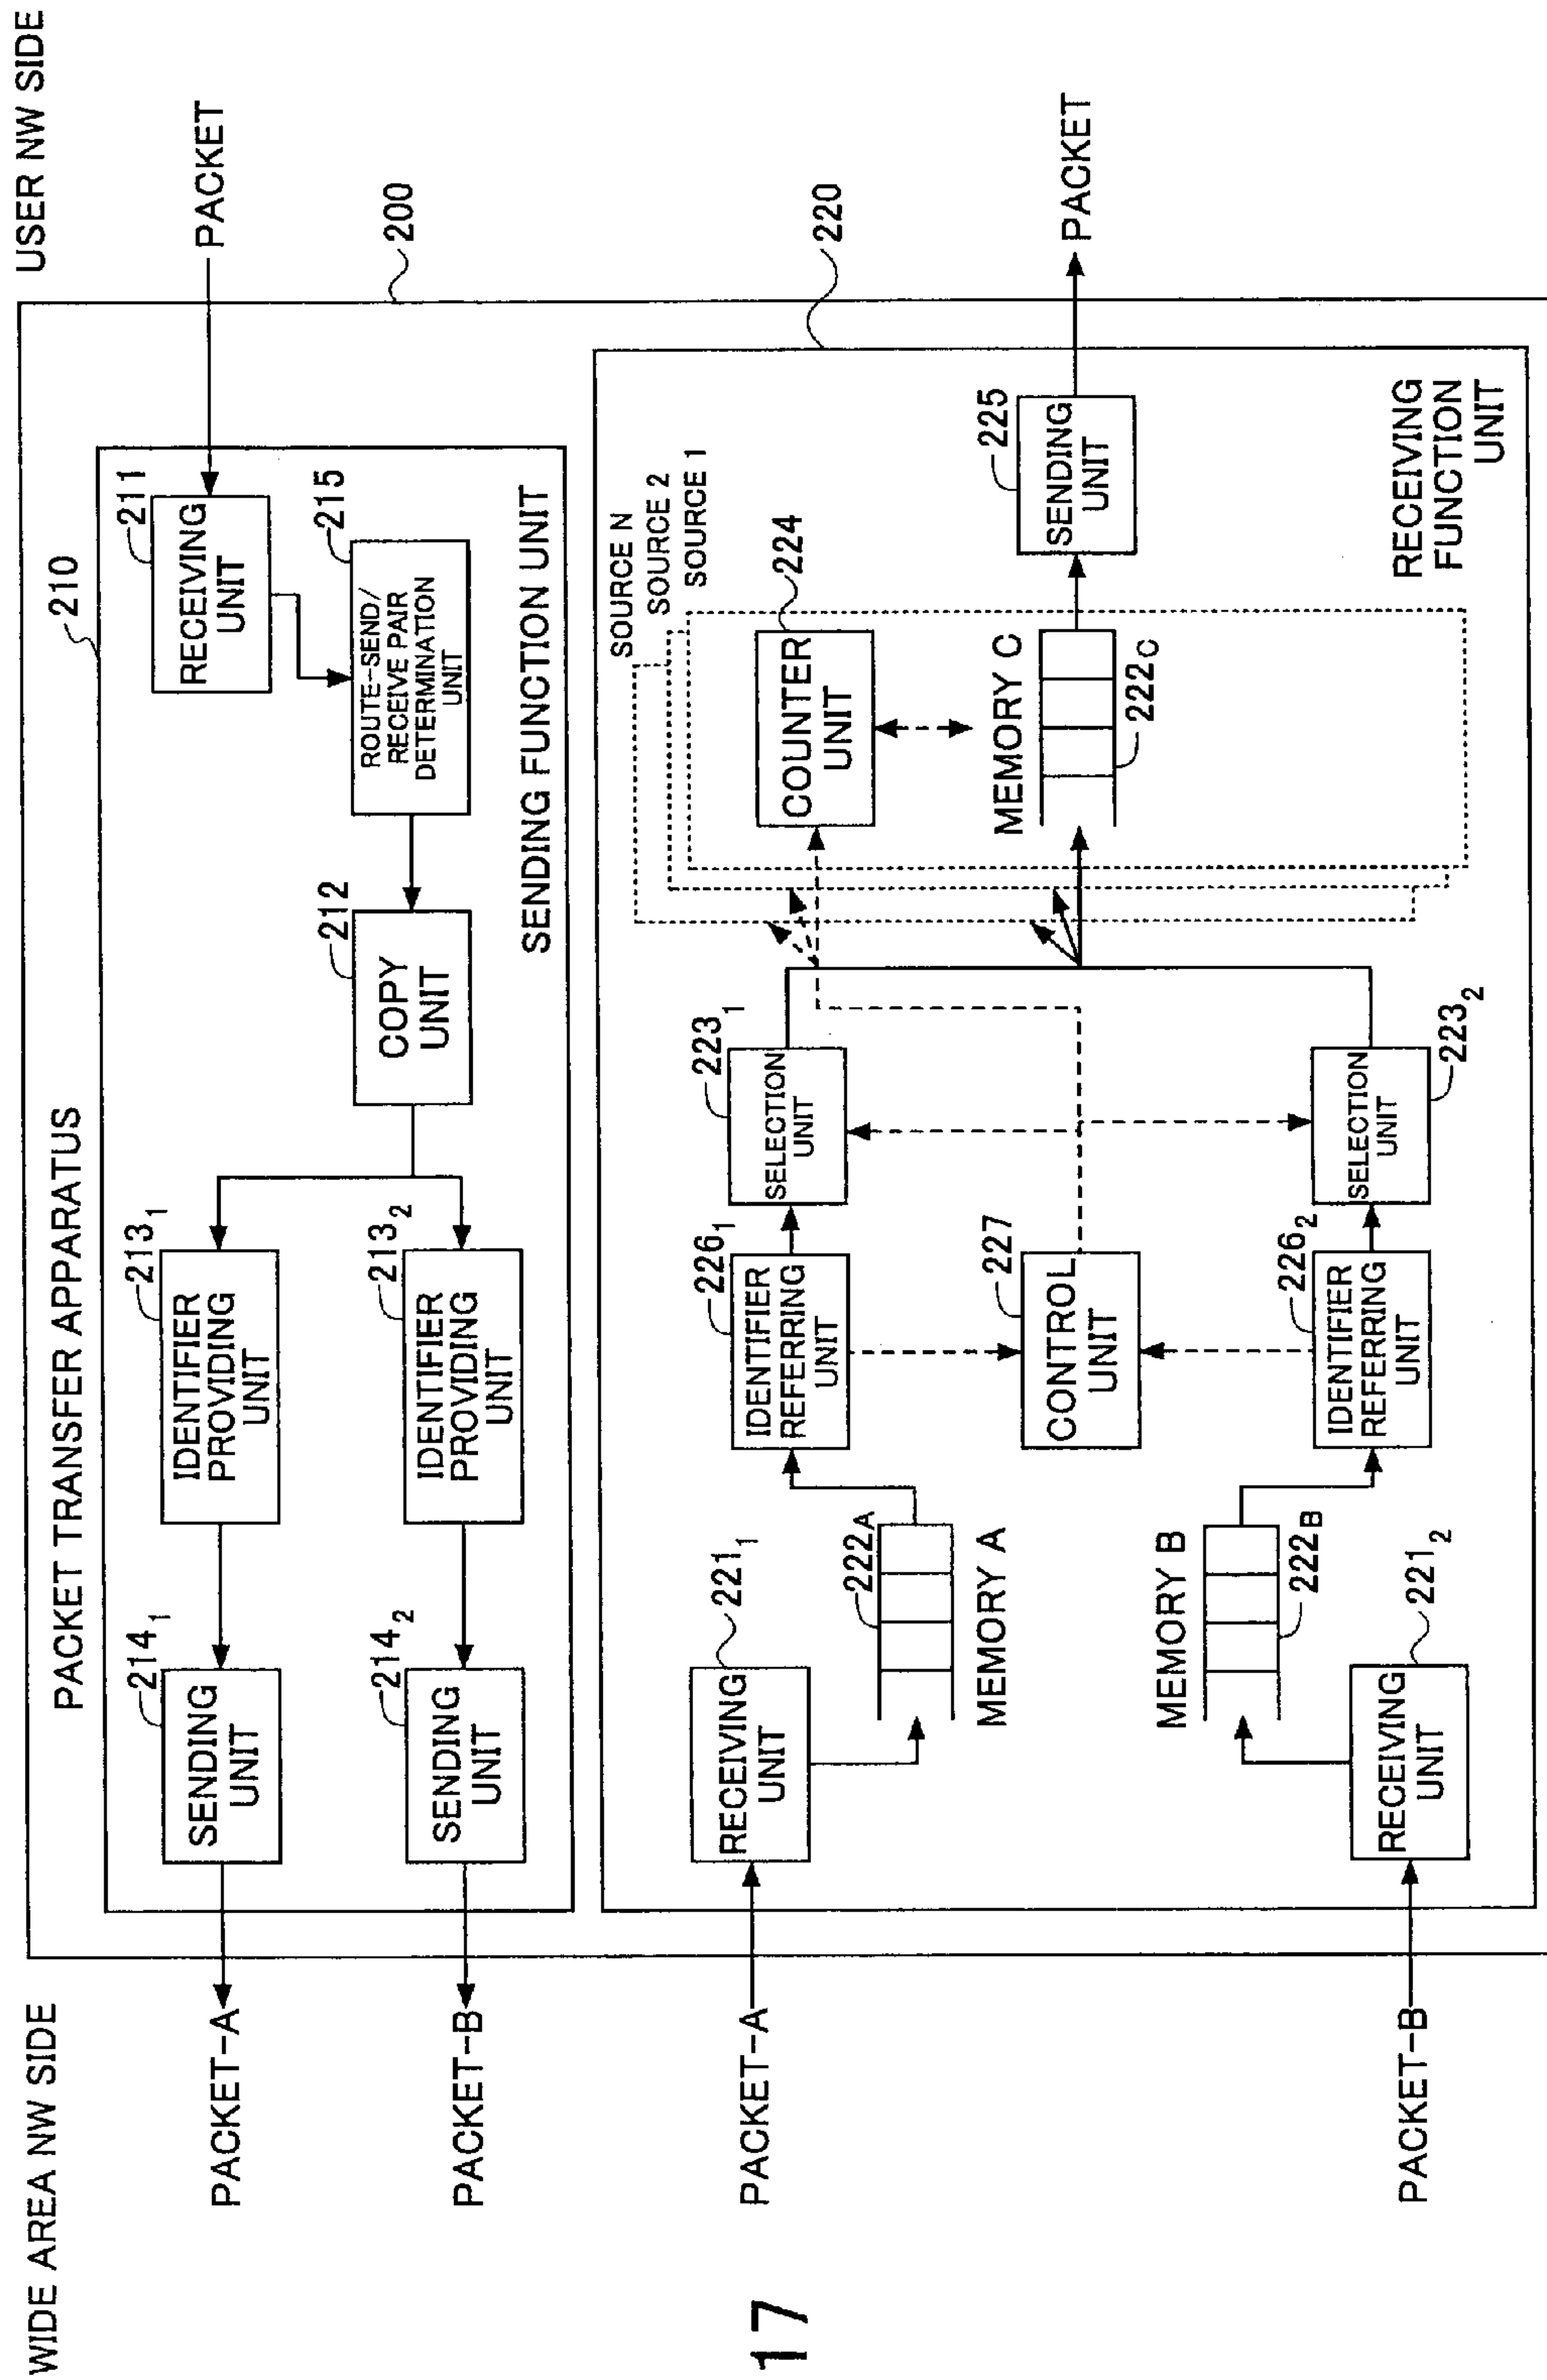 WIDE AREA NW SIDE
USER NW SIDE
PACKET TRANSFER APPARATUS
200
210
PACKET
211
RECEIVING
UNIT
215
ROUTE-SEND/
RECEIVE PAIR
DETERMINATION
UNIT
212
COPY
UNIT
213₁
IDENTIFIER
PROVIDING
UNIT
213₂
IDENTIFIER
PROVIDING
UNIT
214₁
SENDING
UNIT
214₂
SENDING
UNIT
PACKET-A
PACKET-B
SENDING FUNCTION UNIT
220
PACKET-A
221₁
RECEIVING
UNIT
222A
MEMORY A
226₁
IDENTIFIER
REFERRING
UNIT
223₁
SELECTION
UNIT
227
CONTROL
UNIT
PACKET-B
221₂
RECEIVING
UNIT
MEMORY B
222B
226₂
IDENTIFIER
REFERRING
UNIT
223₂
SELECTION
UNIT
SOURCE N
SOURCE 2
SOURCE 1
224
COUNTER
UNIT
MEMORY C
222C
225
SENDING
UNIT
PACKET
RECEIVING
FUNCTION
UNIT
17